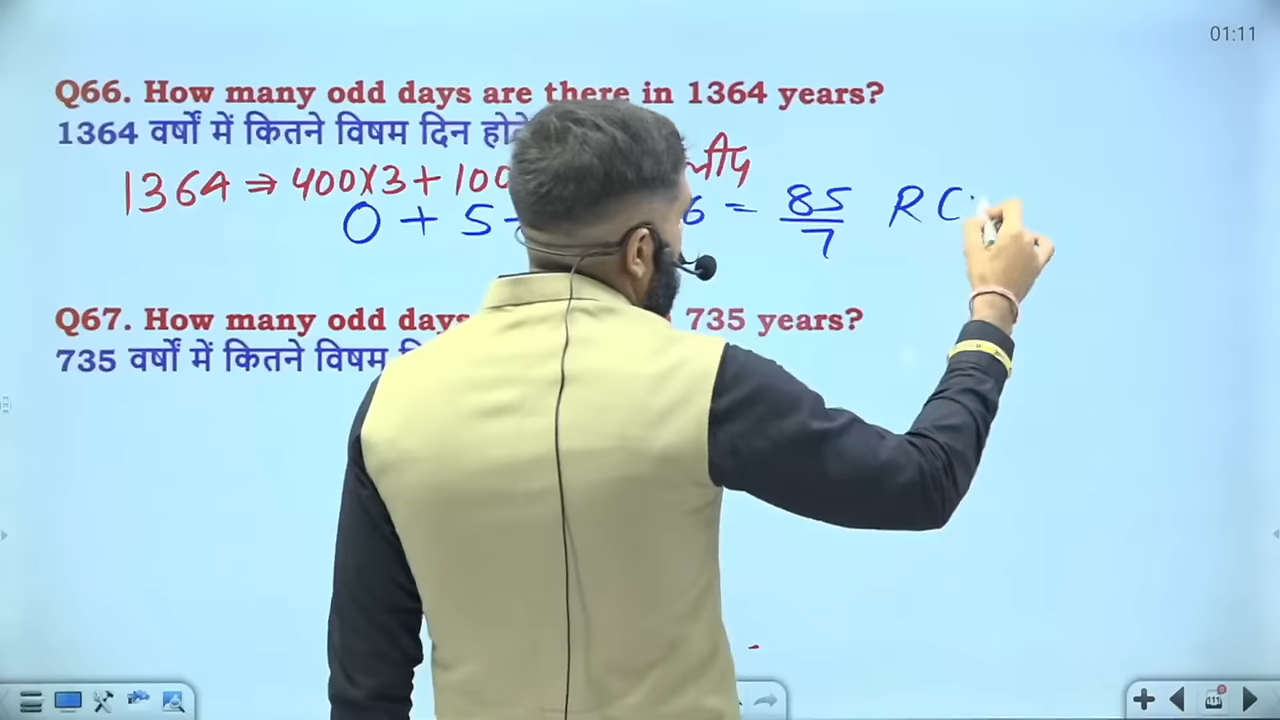 01:11
Q66. How many odd days are there in 1364 years?
1364 वर्षों में कितने विषम दिन
1364 ⇒ 400×3 + 100
0 + 5 6 = 85/7 R
Q67. How many odd days 735 years?
735 वर्षों में कितने विषम